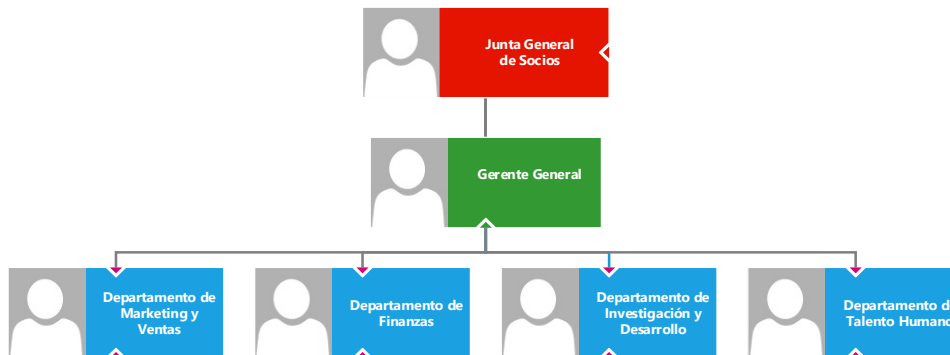 Junta General
de Socios
Gerente General
Departamento de
Marketing y
Ventas
Departamento de
Finanzas
Departamento de
Investigación y
Desarrollo
Departamento d
Talento Humano